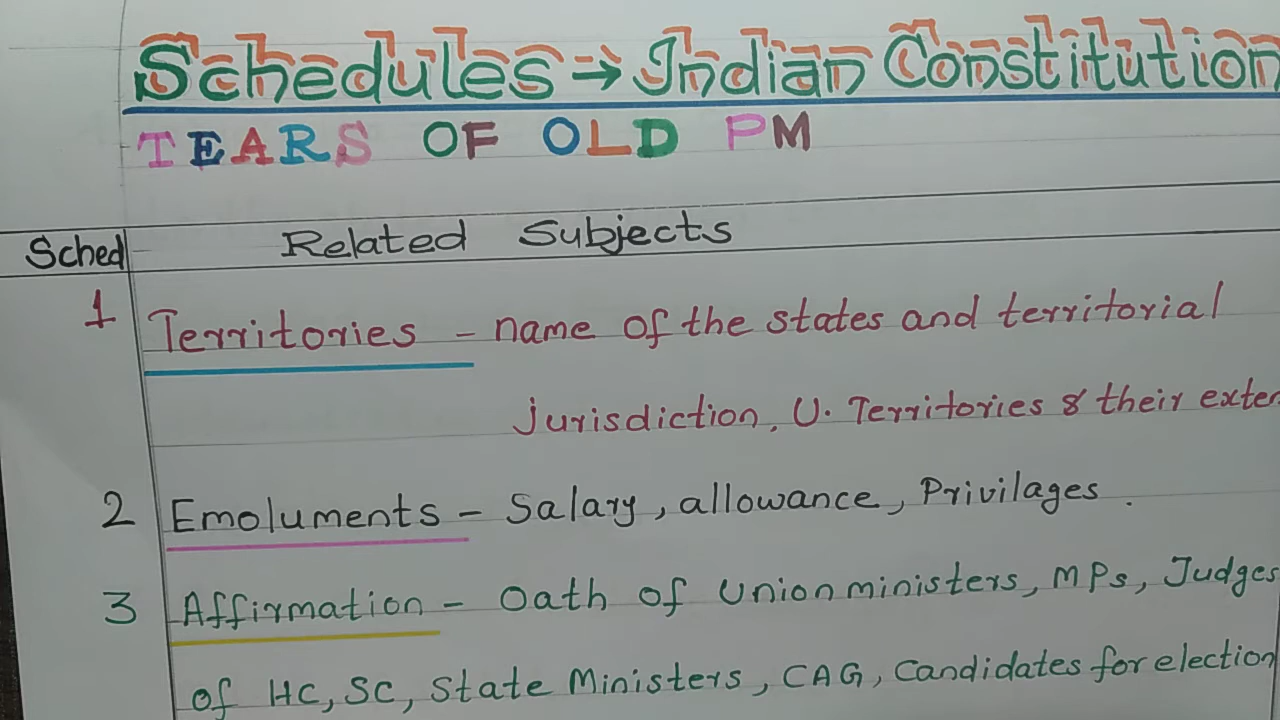 Schedules → Indian Constitution
TEARS OF OLD PM
Sched Related Subjects
1 Territories - name of the states and territorial
jurisdiction, U. Territories & their exten
2 Emoluments - Salary, allowance, Privilages.
3 Affirmation - Oath of Union ministers, MPs, Judges
of HC, SC, State Ministers, CAG, Candidates for election